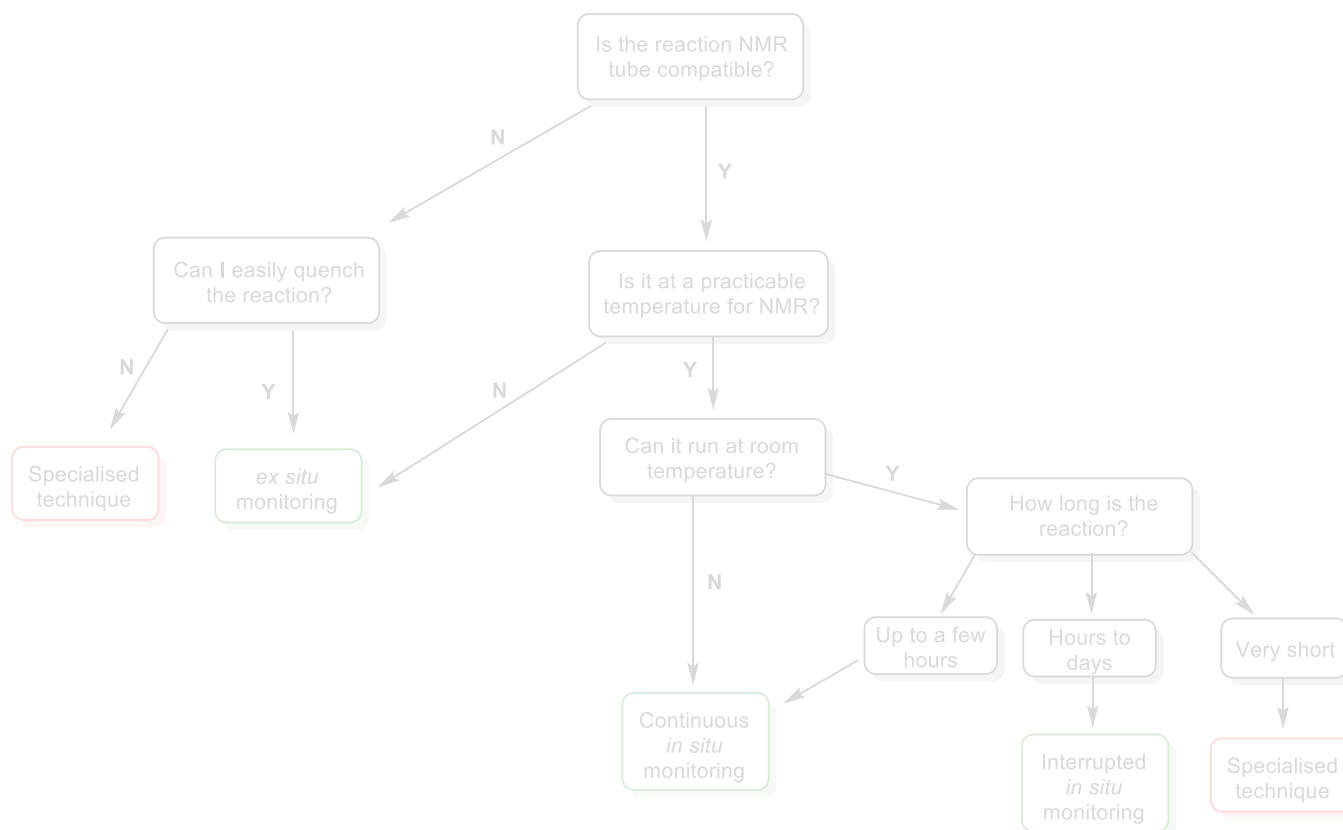 Is the reaction NMR
tube compatible?
N
Y
Can I easily quench
the reaction?
Is it at a practicable
temperature for NMR?
N
Y
N
Y
Specialised
technique
ex situ
monitoring
Can it run at room
temperature?
Y
N
How long is the
reaction?
Up to a few
hours
Hours to
days
Very short
Continuous
in situ
monitoring
Interrupted
in situ
monitoring
Specialised
technique